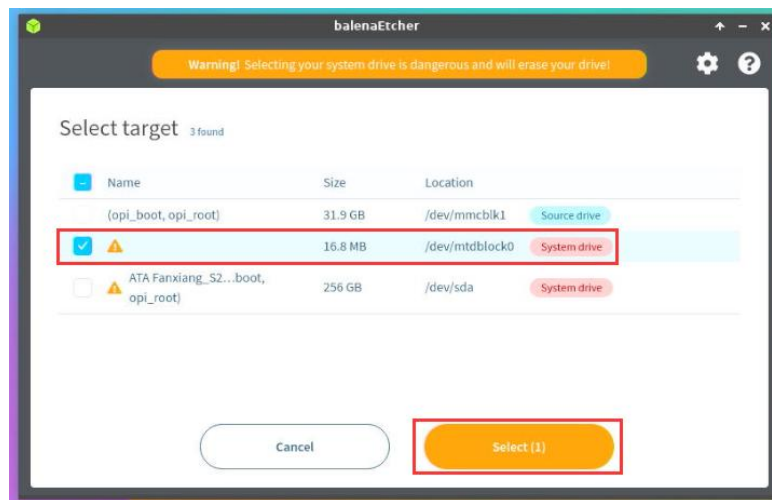 balenaEtcher
Warning! Selecting your system drive is dangerous and will erase your drive!
Select target 3 found
Name Size Location
(opi_boot, opi_root) 31.9 GB /dev/mmcblk1 Source drive
16.8 MB /dev/mtdblock0 System drive
ATA Fanxiang_S2...boot, opi_root) 256 GB /dev/sda System drive
Cancel Select (1)